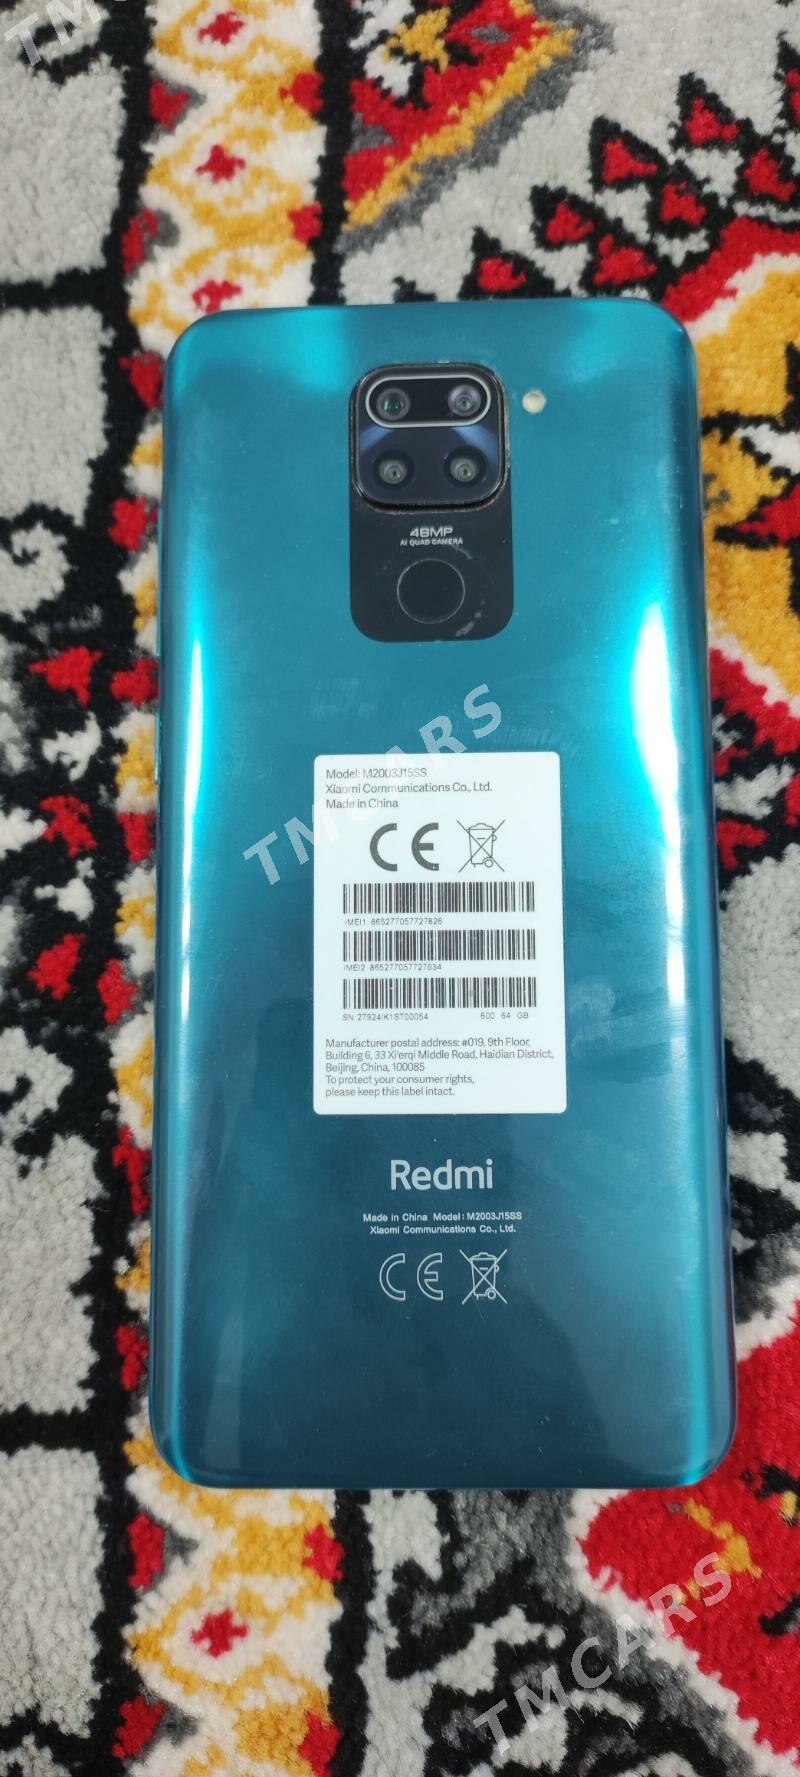 TMCARS
48MP
AI QUAD CAMERA
TMCARS
Model: M2003J15SS
Xiaomi Communications Co., Ltd.
Made in China
CE
IMEI1: 865277057727826
IMEI2: 865277057727834
SN: 27924/K1ST00054 600 64 GB
Manufacturer postal address: #019, 9th Floor,
Building 6, 33 Xi'erqi Middle Road, Haidian District,
Beijing, China, 100085
To protect your consumer rights,
please keep this label intact.
Redmi
Made in China Model: M2003J15SS
Xiaomi Communications Co., Ltd.
CE
TMCARS